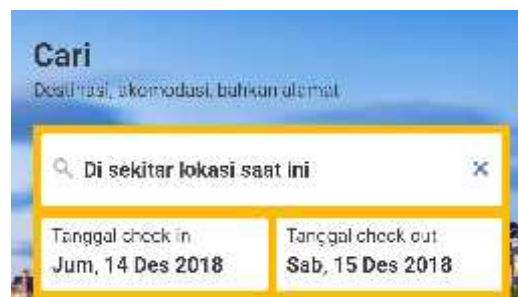 Cari
Destinasi, akomodasi, bahkan alamat
Di sekitar lokasi saat ini
Tanggal check in
Tanggal check out
Jum, 14 Des 2018
Sab, 15 Des 2018